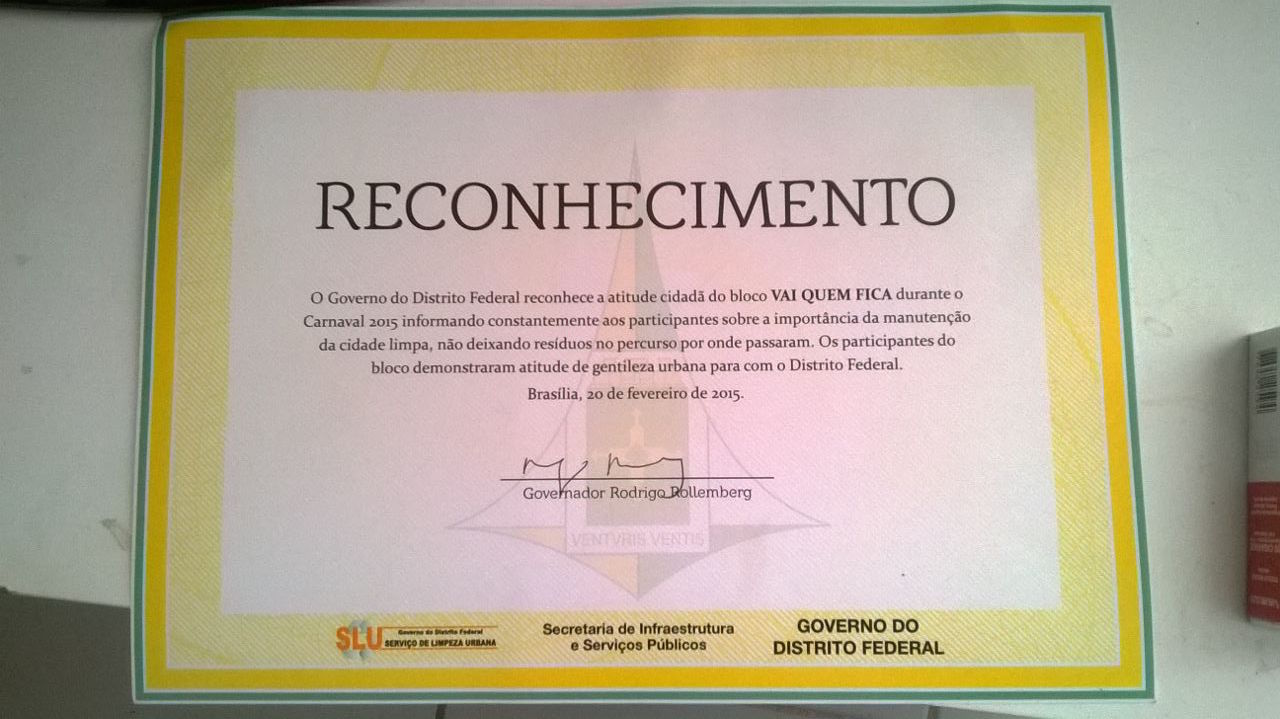 RECONHECIMENTO
O Governo do Distrito Federal reconhece a atitude cidadã do bloco VAI QUEM FICA durante o
Carnaval 2015 informando constantemente aos participantes sobre a importância da manutenção
da cidade limpa, não deixando resíduos no percurso por onde passaram. Os participantes do
bloco demonstraram atitude de gentileza urbana para com o Distrito Federal.
Brasília, 20 de fevereiro de 2015.
Governador Rodrigo Rollemberg
VENTVRIS VENTIS
SLU Governo do Distrito Federal
SERVIÇO DE LIMPEZA URBANA
Secretaria de Infraestrutura
e Serviços Públicos
GOVERNO DO
DISTRITO FEDERAL